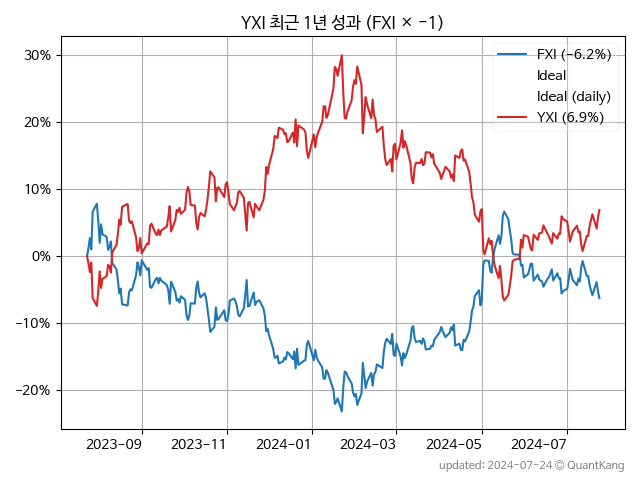 YXI 최근 1년 성과 (FXI × -1)
FXI (−6.2%)
Ideal
Ideal (daily)
YXI (6.9%)
30%
20%
10%
0%
−10%
−20%
2023-09 2023-11 2024-01 2024-03 2024-05 2024-07
updated: 2024-07-24 © QuantKang